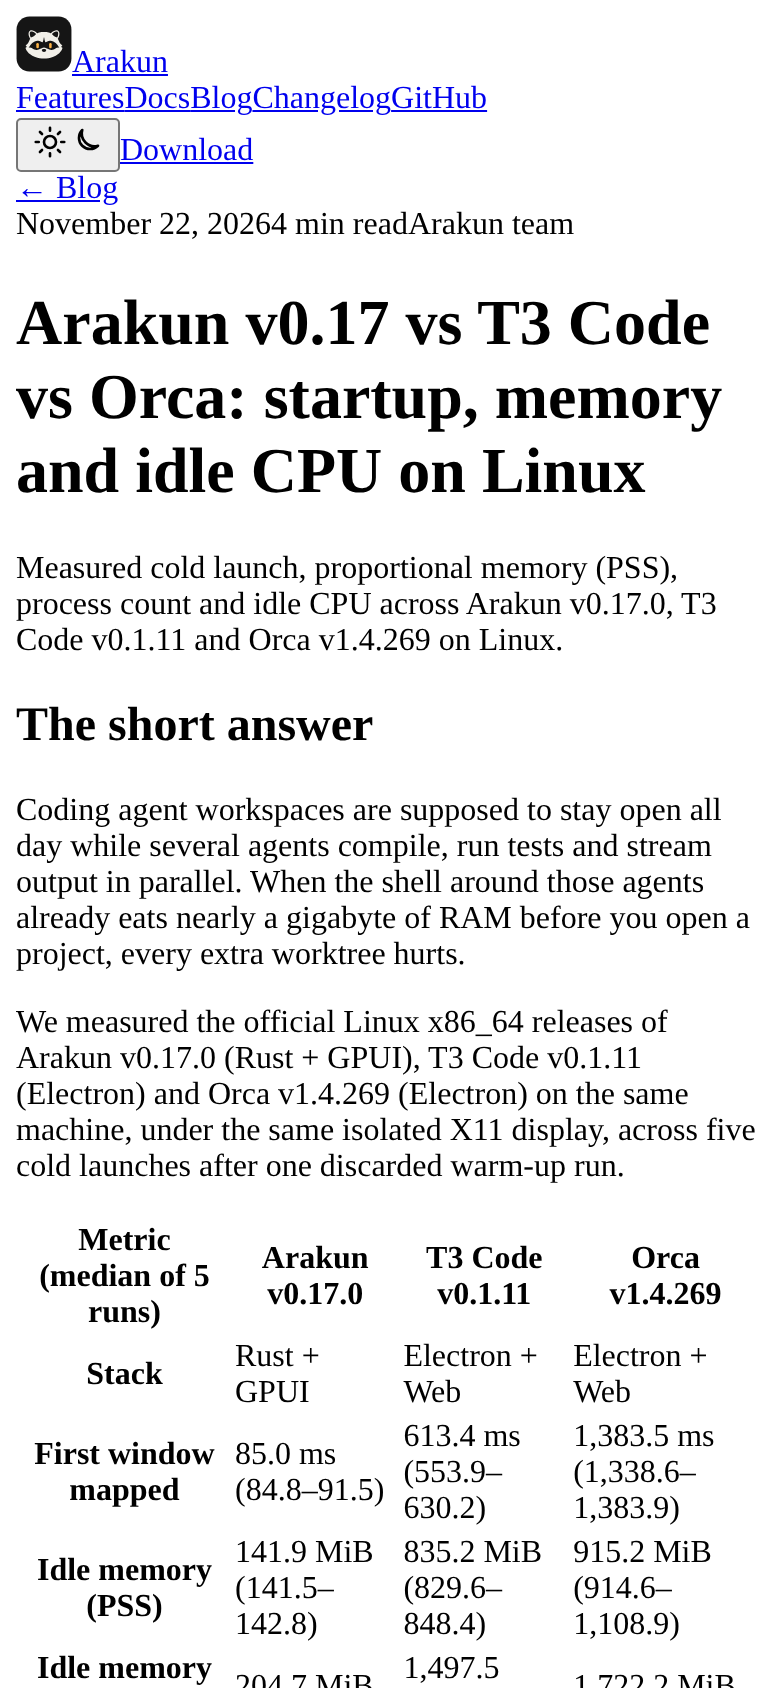 Arakun
FeaturesDocsBlogChangelogGitHub
Download
← Blog
November 22, 20264 min readArakun team
Arakun v0.17 vs T3 Code
vs Orca: startup, memory
and idle CPU on Linux
Measured cold launch, proportional memory (PSS),
process count and idle CPU across Arakun v0.17.0, T3
Code v0.1.11 and Orca v1.4.269 on Linux.
The short answer
Coding agent workspaces are supposed to stay open all
day while several agents compile, run tests and stream
output in parallel. When the shell around those agents
already eats nearly a gigabyte of RAM before you open a
project, every extra worktree hurts.
We measured the official Linux x86_64 releases of
Arakun v0.17.0 (Rust + GPUI), T3 Code v0.1.11
(Electron) and Orca v1.4.269 (Electron) on the same
machine, under the same isolated X11 display, across five
cold launches after one discarded warm-up run.
Metric
(median of 5
runs)
Arakun
v0.17.0
T3 Code
v0.1.11
Orca
v1.4.269
Stack
Rust +
GPUI
Electron +
Web
Electron +
Web
First window
mapped
85.0 ms
(84.8–91.5)
613.4 ms
(553.9–
630.2)
1,383.5 ms
(1,338.6–
1,383.9)
Idle memory
(PSS)
141.9 MiB
(141.5–
142.8)
835.2 MiB
(829.6–
848.4)
915.2 MiB
(914.6–
1,108.9)
Idle memory
204.7 MiB
1,497.5
1,722.2 MiB